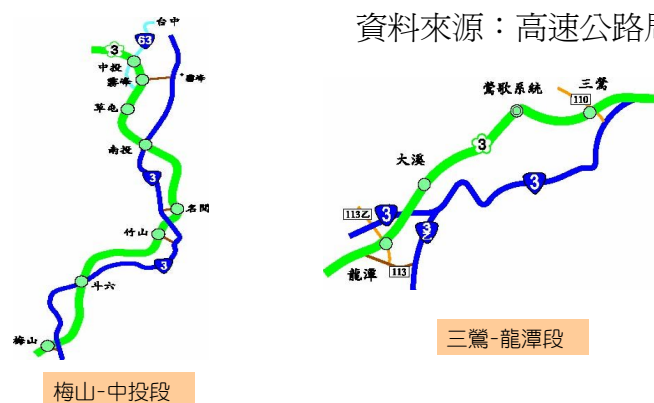 資料來源：高速公路局
台中
63
3
中投
霧峰
霧峰
草屯
南投
3
名間
竹山
3
斗六
梅山
梅山-中投段
鶯歌系統
三鶯
110
3
大溪
3
113乙
3
3乙
龍潭
113
三鶯-龍潭段